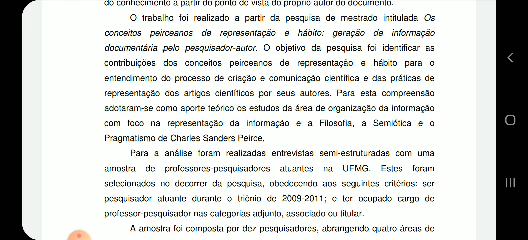 do conhecimento a partir do ponto de vista do próprio autor do documento.
O trabalho foi realizado a partir da pesquisa de mestrado intitulada Os
conceitos peirceanos de representação e hábito: geração de informação
documentária pelo pesquisador-autor. O objetivo da pesquisa foi identificar as
contribuições dos conceitos peirceanos de representação e hábito para o
entendimento do processo de criação e comunicação científica e das práticas de
representação dos artigos científicos por seus autores. Para esta compreensão
adotaram-se como aporte teórico os estudos da área de organização da informação
com foco na representação da informação e a Filosofia, a Semiótica e o
Pragmatismo de Charles Sanders Peirce.
Para a análise foram realizadas entrevistas semi-estruturadas com uma
amostra de professores-pesquisadores atuantes na UFMG. Estes foram
selecionados no decorrer da pesquisa, obedecendo aos seguintes critérios: ser
pesquisador atuante durante o triênio de 2009-2011; e ter ocupado cargo de
professor-pesquisador nas categorias adjunto, associado ou titular.
A amostra foi composta por dez pesquisadores, abrangendo quatro áreas de